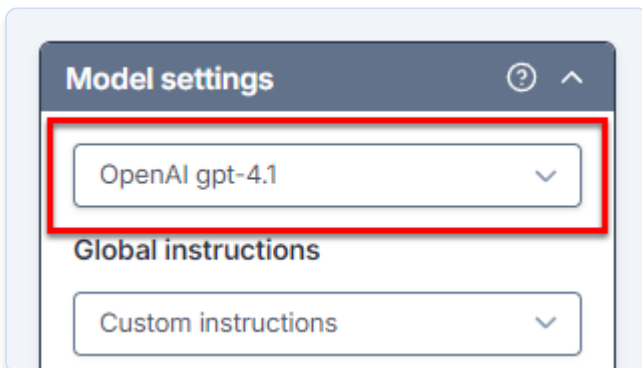 Model settings
OpenAI gpt-4.1
Global instructions
Custom instructions